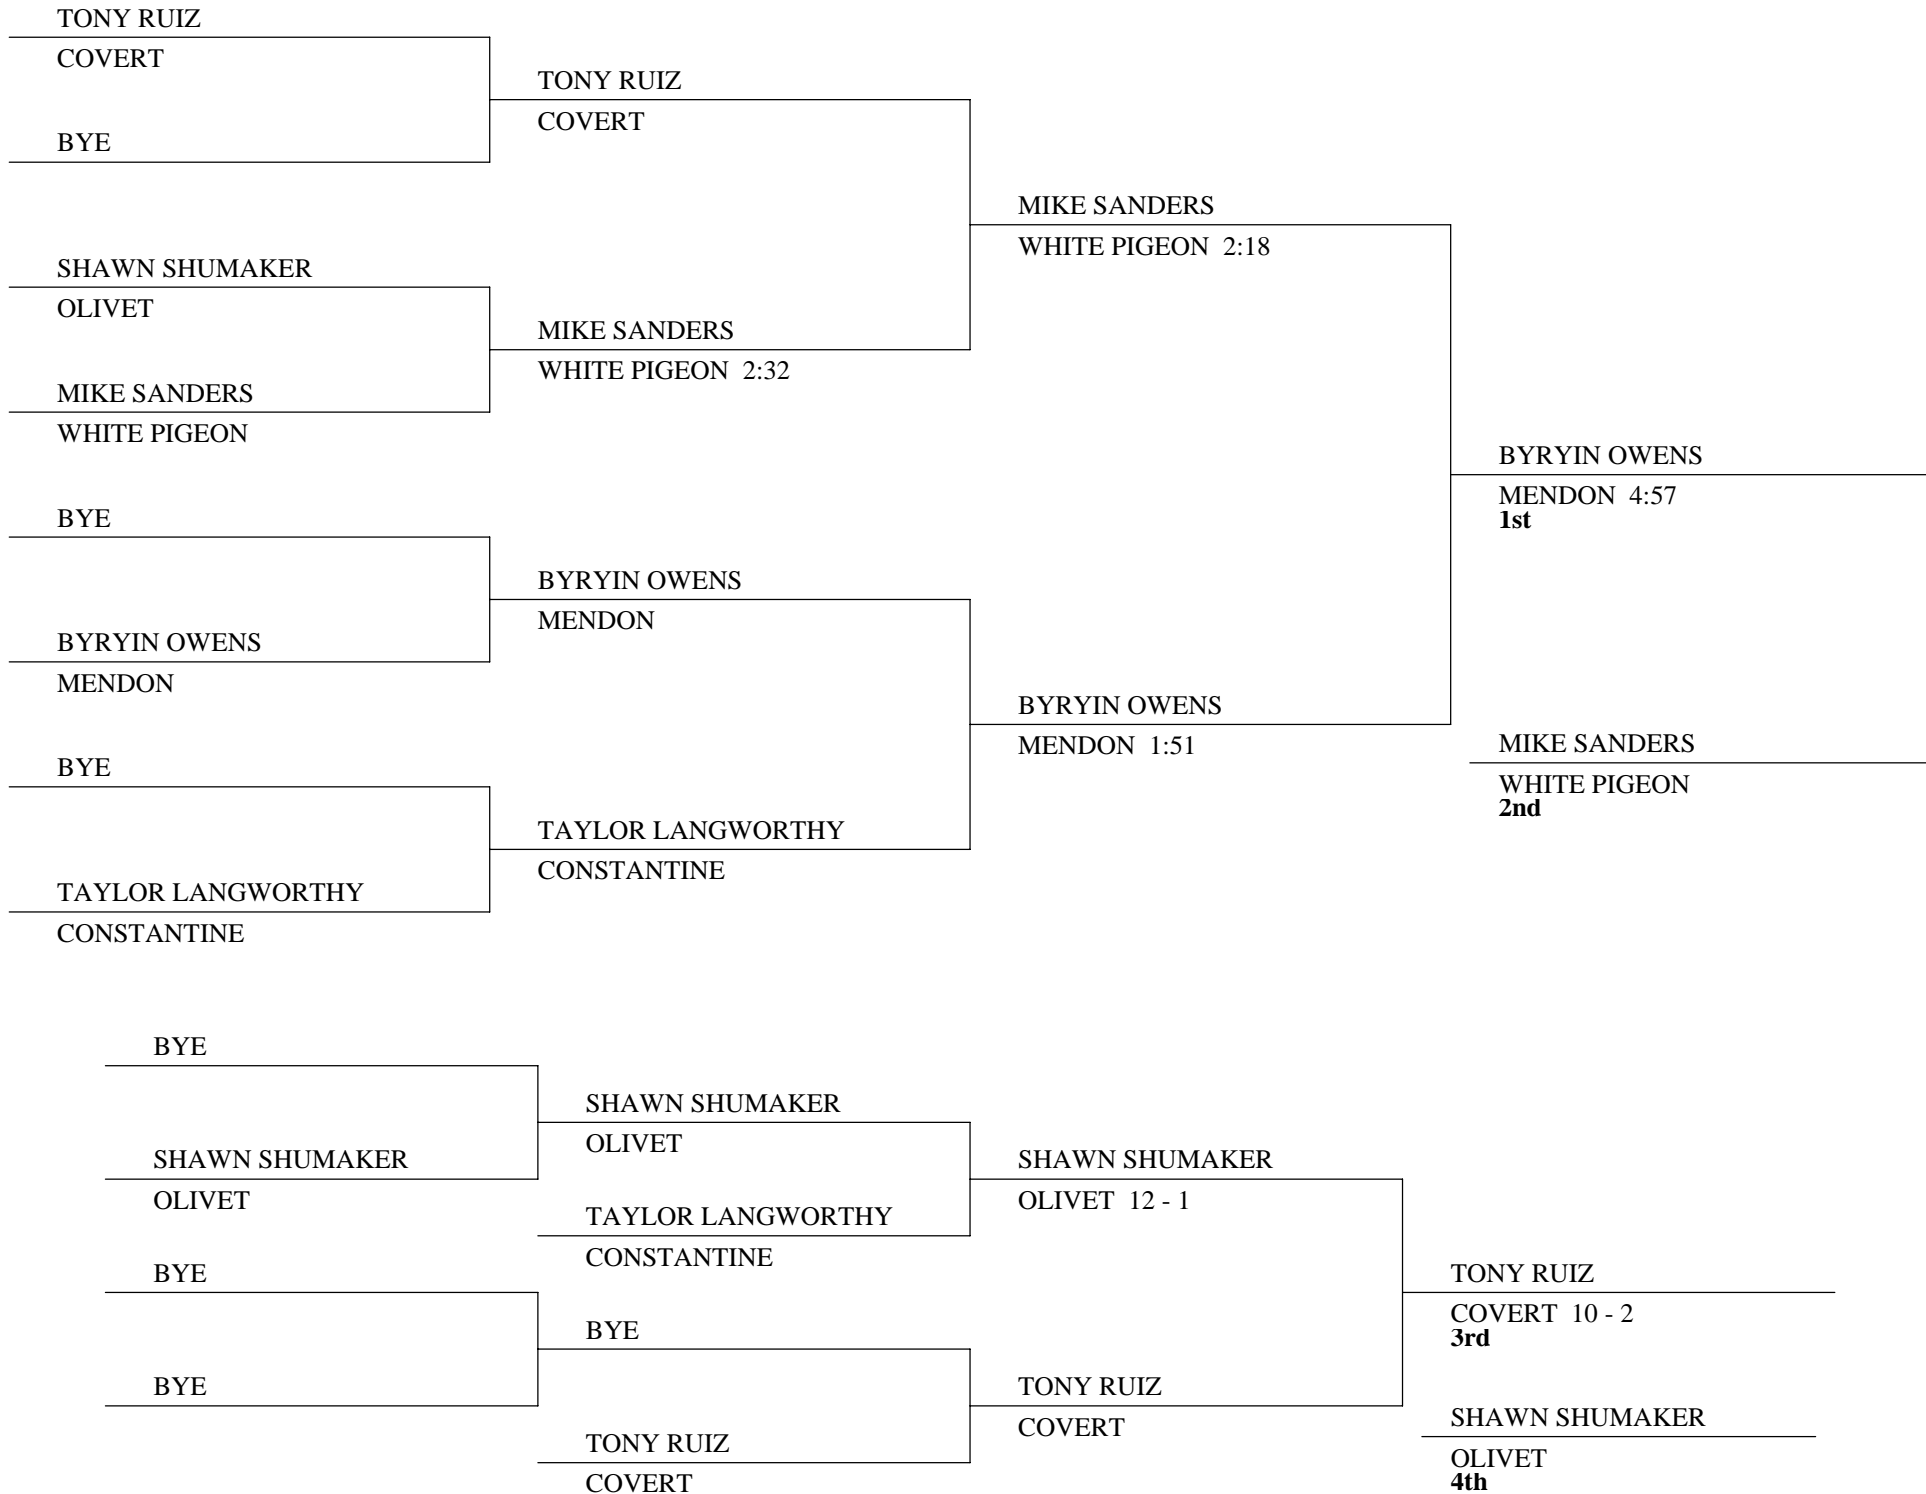 TONY RUIZ
COVERT
BYE
SHAWN SHUMAKER
OLIVET
MIKE SANDERS
WHITE PIGEON
BYE
BYRYIN OWENS
MENDON
BYE
TAYLOR LANGWORTHY
CONSTANTINE
TONY RUIZ
COVERT
MIKE SANDERS
WHITE PIGEON 2:32
BYRYIN OWENS
MENDON
TAYLOR LANGWORTHY
CONSTANTINE
MIKE SANDERS
WHITE PIGEON 2:18
BYRYIN OWENS
MENDON 1:51
BYRYIN OWENS
MENDON 4:57
1st
MIKE SANDERS
WHITE PIGEON
2nd
BYE
SHAWN SHUMAKER
OLIVET
BYE
BYE
SHAWN SHUMAKER
OLIVET
TAYLOR LANGWORTHY
CONSTANTINE
BYE
TONY RUIZ
COVERT
SHAWN SHUMAKER
OLIVET 12 - 1
TONY RUIZ
COVERT
TONY RUIZ
COVERT 10 - 2
3rd
SHAWN SHUMAKER
OLIVET
4th